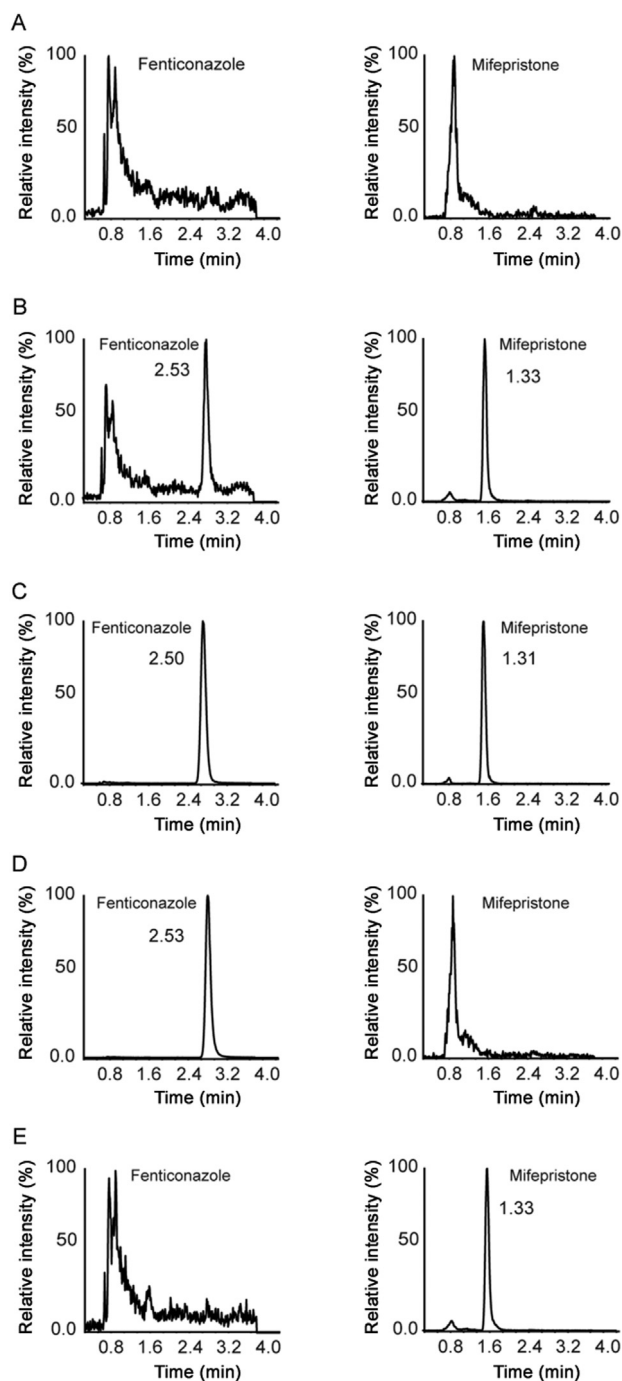 A
Relative intensity (%)
100
50
0.0
Fenticonazole
0.8 1.6 2.4 3.2 4.0
Time (min)
Relative intensity (%)
100
50
0.0
Mifepristone
0.8 1.6 2.4 3.2 4.0
Time (min)
B
Relative intensity (%)
100
50
0.0
Fenticonazole
2.53
0.8 1.6 2.4 3.2 4.0
Time (min)
Relative intensity (%)
100
50
0.0
Mifepristone
1.33
0.8 1.6 2.4 3.2 4.0
Time (min)
C
Relative intensity (%)
100
50
0.0
Fenticonazole
2.50
0.8 1.6 2.4 3.2 4.0
Time (min)
Relative intensity (%)
100
50
0.0
Mifepristone
1.31
0.8 1.6 2.4 3.2 4.0
Time (min)
D
Relative intensity (%)
100
50
0.0
Fenticonazole
2.53
0.8 1.6 2.4 3.2 4.0
Time (min)
Relative intensity (%)
100
50
0.0
Mifepristone
0.8 1.6 2.4 3.2 4.0
Time (min)
E
Relative intensity (%)
100
50
0.0
Fenticonazole
0.8 1.6 2.4 3.2 4.0
Time (min)
Relative intensity (%)
100
50
0.0
Mifepristone
1.33
0.8 1.6 2.4 3.2 4.0
Time (min)